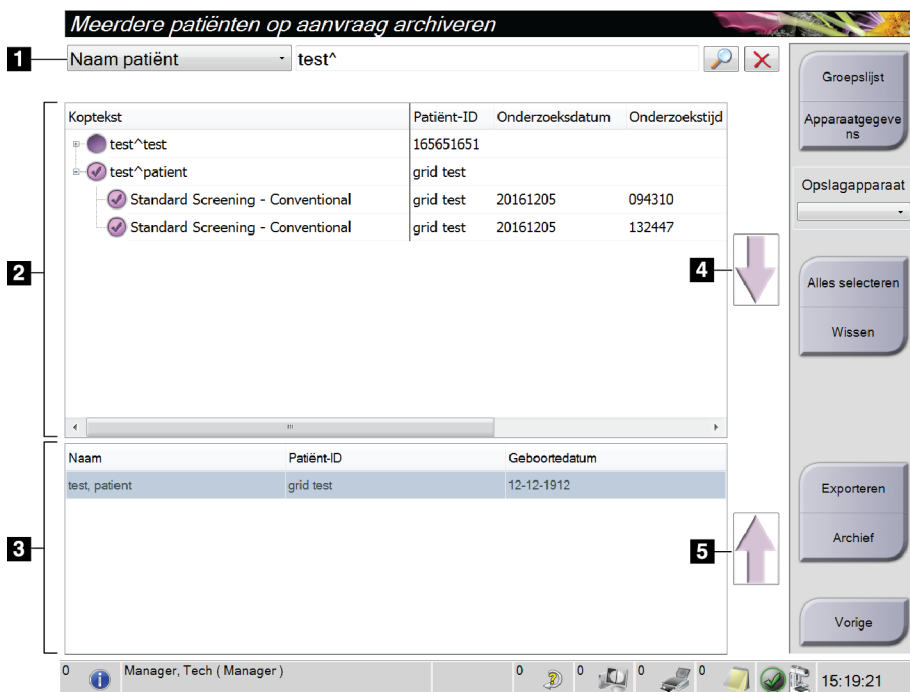 Meerdere patiënten op aanvraag archiveren
1
Naam patiënt
test^
Groepslijst
Apparaatgegeve
ns
Opslagapparaat
2
Koptekst Patiënt-ID Onderzoeksdatum Onderzoekstijd
test^test 165651651
test^patient grid test
Standard Screening - Conventional grid test 20161205 094310
Standard Screening - Conventional grid test 20161205 132447
4
Alles selecteren
Wissen
3
Naam Patiënt-ID Geboortedatum
test, patient grid test 12-12-1912
5
Exporteren
Archief
Vorige
0 Manager, Tech ( Manager ) 0 0 0 0 15:19:21